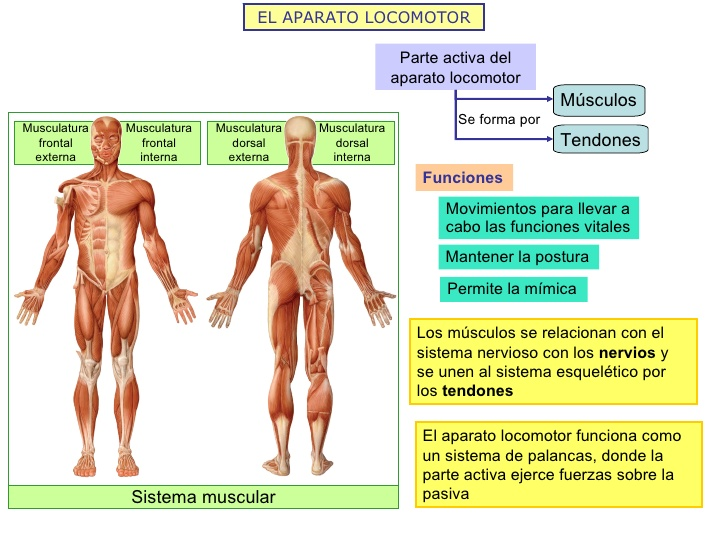 EL APARATO LOCOMOTOR
Parte activa del
aparato locomotor
Se forma por
Músculos
Tendones
Musculatura
frontal
externa
Musculatura
frontal
interna
Musculatura
dorsal
externa
Musculatura
dorsal
interna
Sistema muscular
Funciones
Movimientos para llevar a
cabo las funciones vitales
Mantener la postura
Permite la mímica
Los músculos se relacionan con el
sistema nervioso con los nervios y
se unen al sistema esquelético por
los tendones
El aparato locomotor funciona como
un sistema de palancas, donde la
parte activa ejerce fuerzas sobre la
pasiva